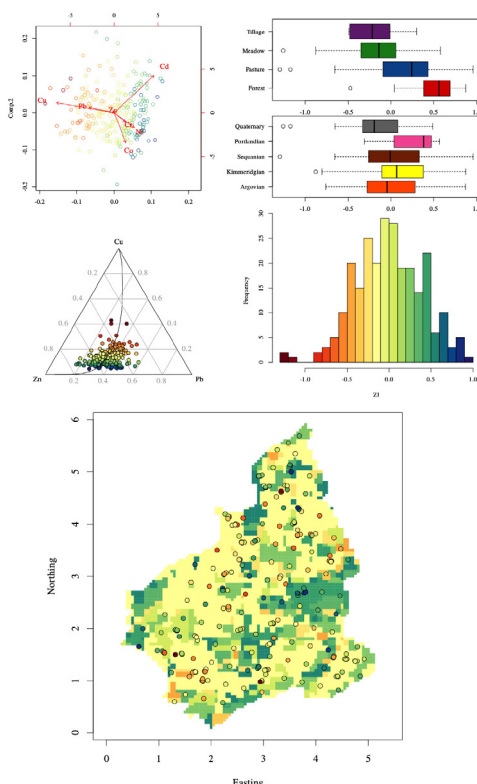 -4 0 4
0.2
0.1
0.0
-0.1
-0.2
Comp.2
5
0
-5
Cd
Cu
Pb
Zn
Co
-0.2 -0.1 0.0 0.1 0.2
Tillage
Meadow
Pasture
Forest
-1.0 -0.5 0.0 0.5 1.0
Quaternary
Portlandian
Sequanian
Kimmeridgian
Argovian
-1.0 -0.5 0.0 0.5 1.0
Cu
0.2 0.8
0.4 0.6
0.6 0.4
0.8 0.2
Zn 0.2 0.4 0.6 0.8 Pb
Frequency
30
25
20
15
10
5
0
-1.0 -0.5 0.0 0.5 1.0
Z1
Northing
6
5
4
3
2
1
0
0 1 2 3 4 5
Easting